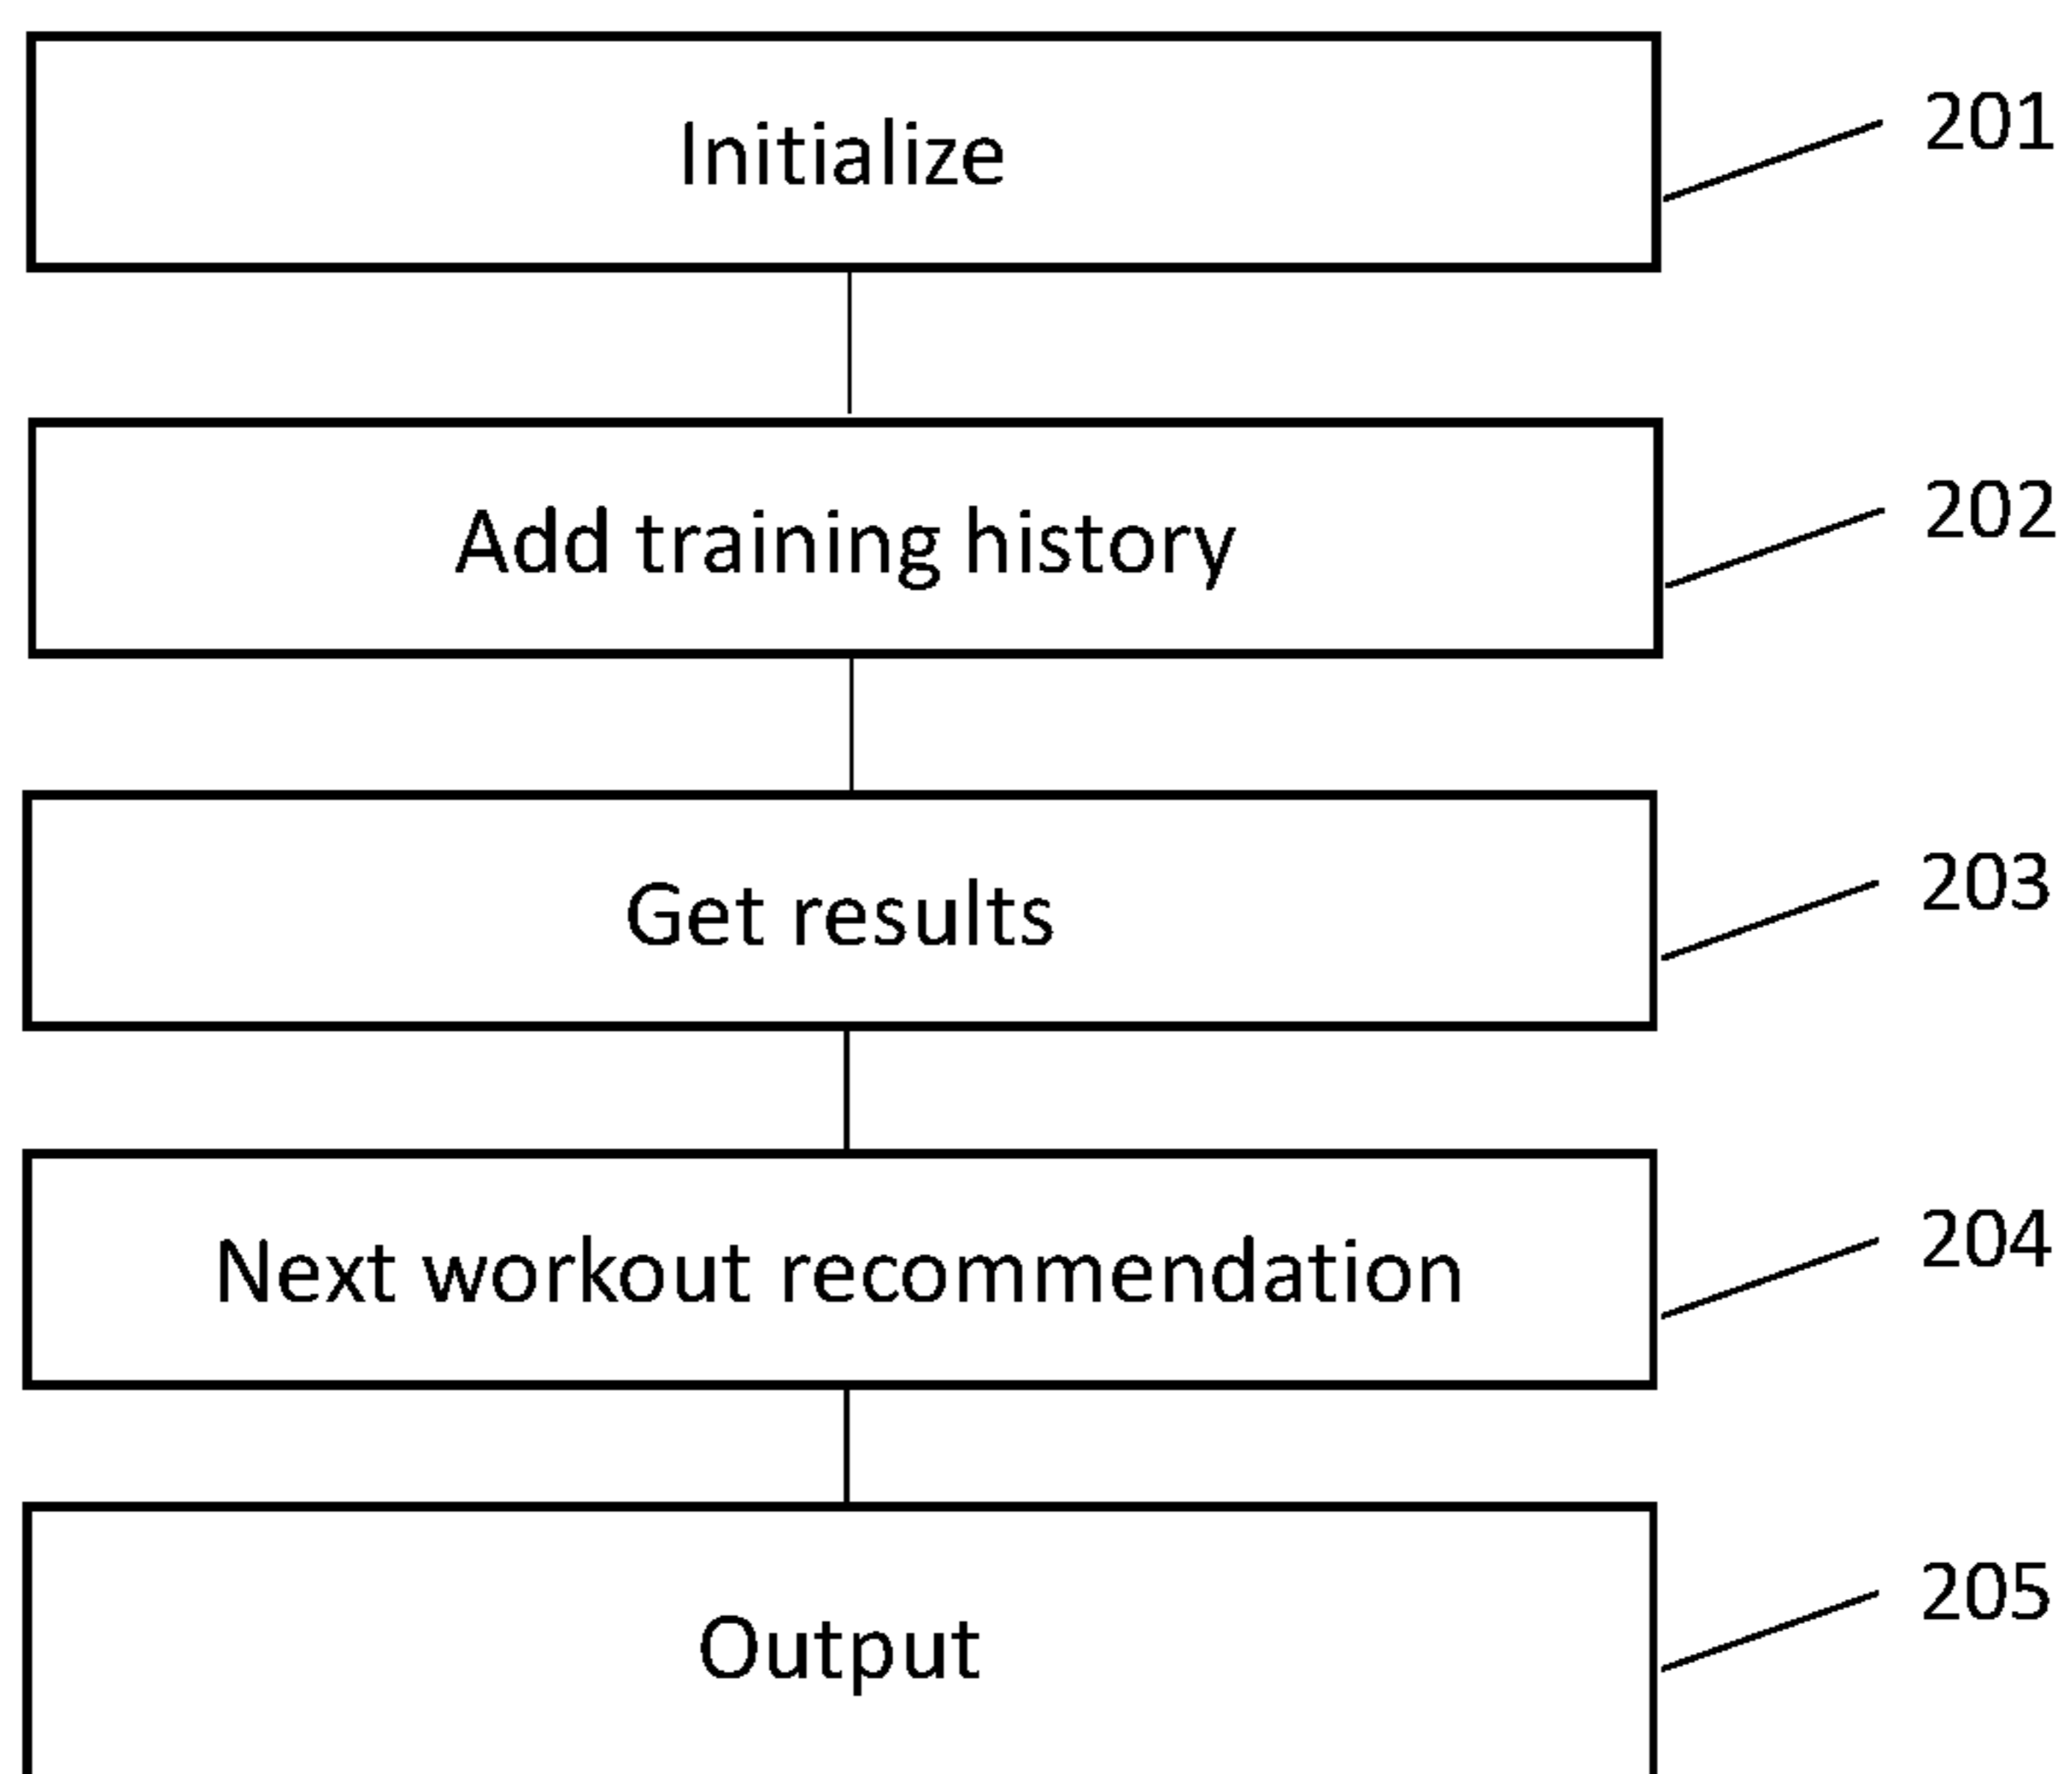 Initialize 201
Add training history 202
Get results 203
Next workout recommendation 204
Output 205